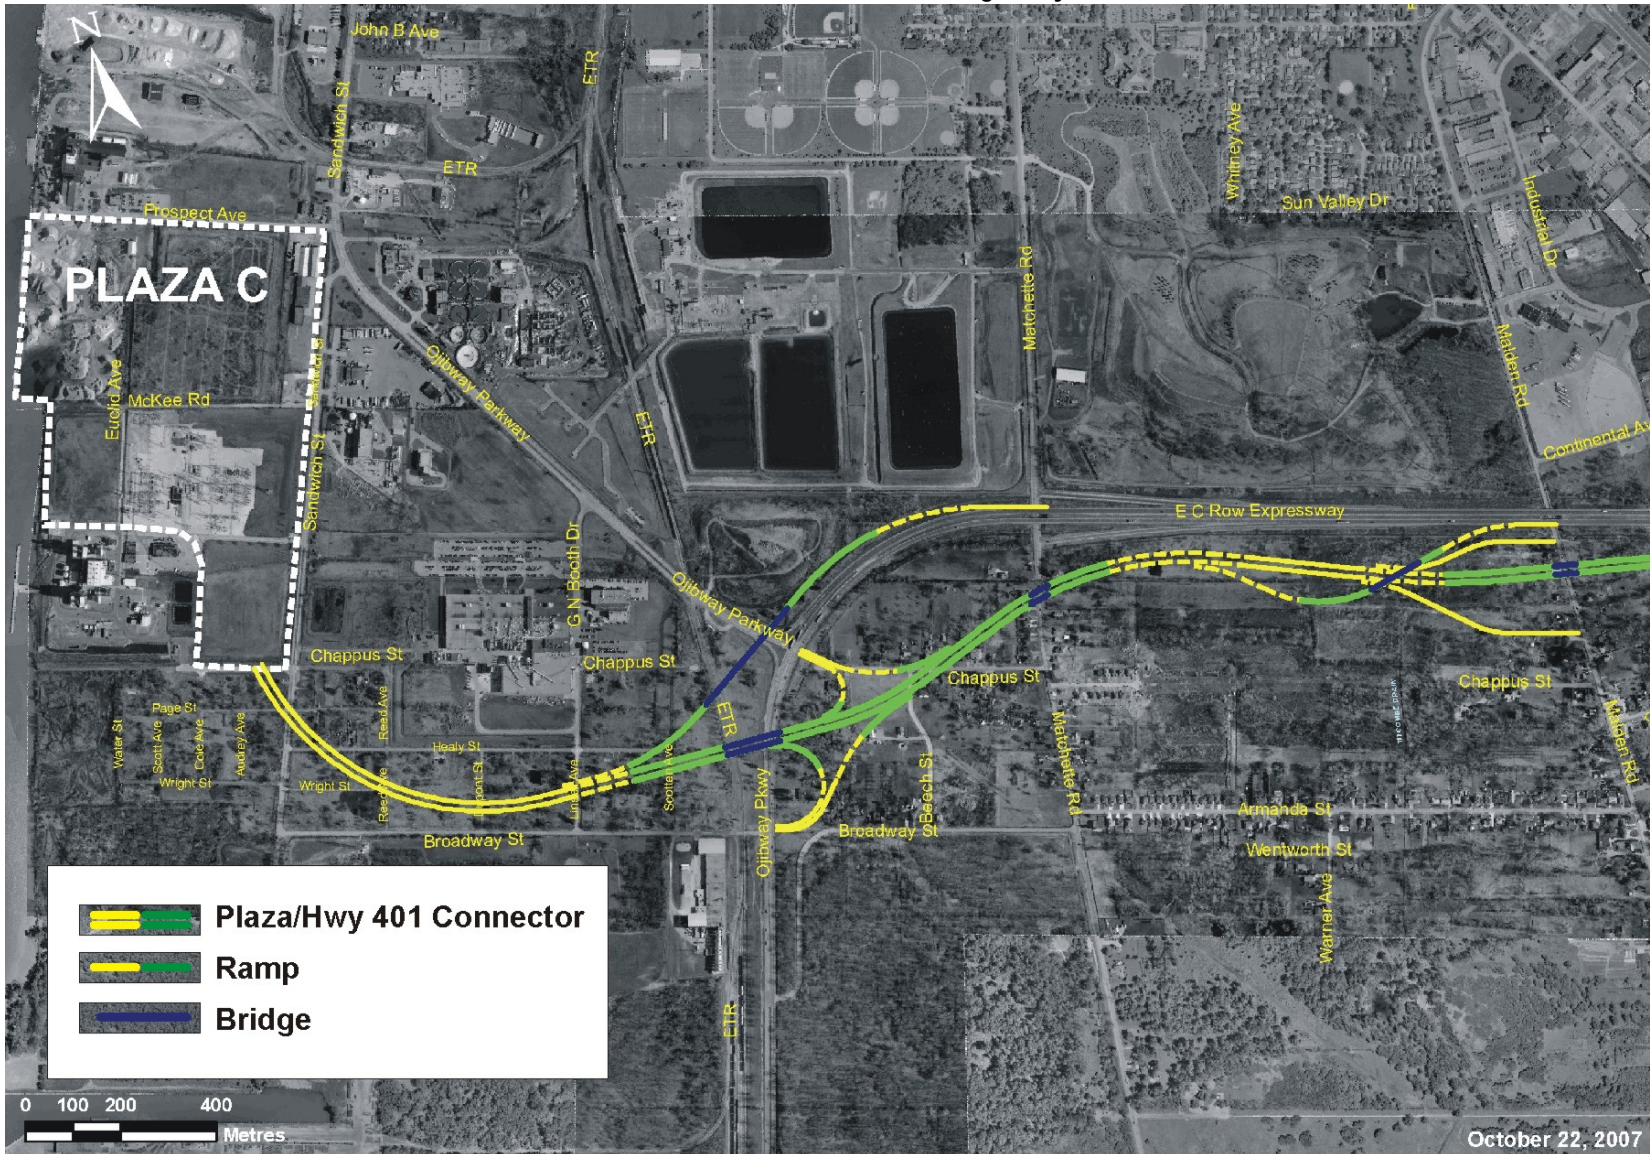 N
John B Ave
ETR
Sandwich St
ETR
Whitney Ave
Sun Valley Dr
Industrial Dr
Prospect Ave
PLAZA C
Matchette Rd
Malden Rd
Ojibway Parkway
Euclid Ave
McKee Rd
Sandwich St
Sandwich St
ETR
Continental Av
E C Row Expressway
G N Booth Dr
Ojibway Parkway
Chappus St
Chappus St
Chappus St
Chappus St
Page St
Water St
Scott Ave
Cole Ave
Audrey Ave
Reed Ave
Healy St
ETR
Matchette Rd
Malden Rd
Wright St
Wright St
Reed Ave
Scotten Ave
Ojibway Pkwy
Beech St
Armanda St
Broadway St
Broadway St
Wentworth St
Warner Ave
ETR
Plaza/Hwy 401 Connector
Ramp
Bridge
0 100 200 400
Metres
October 22, 2007